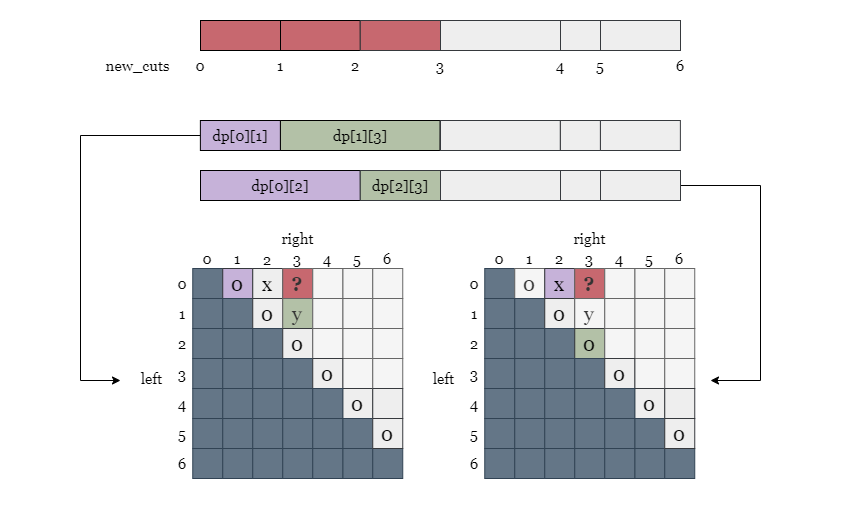 new_cuts 0 1 2 3 4 5 6
dp[0][1] dp[1][3]
dp[0][2] dp[2][3]
right right
0 1 2 3 4 5 6 0 1 2 3 4 5 6
0 o x ? 0 o x ?
1 o y 1 o y
2 o 2 o
left 3 o left 3 o
4 o 4 o
5 o 5 o
6 6